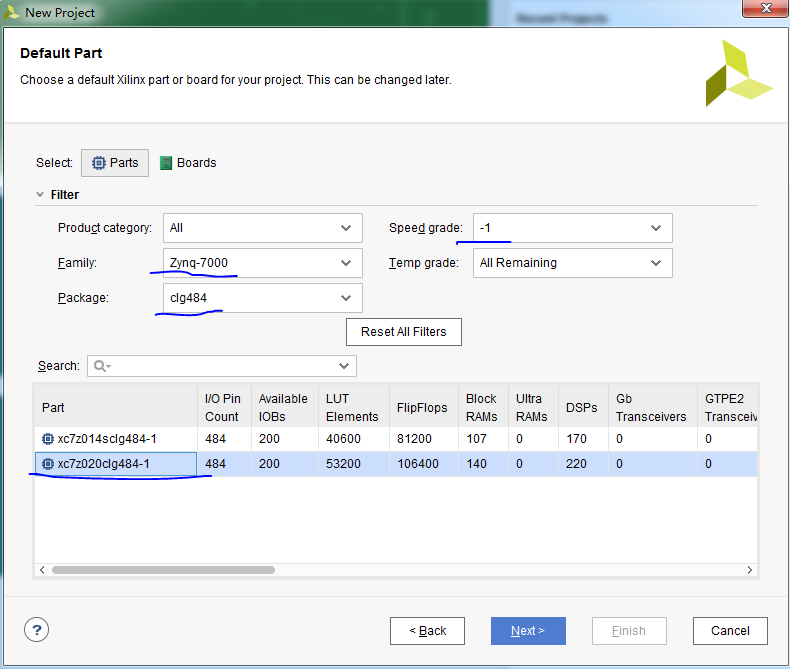 New Project
Recent Projects
Default Part
Choose a default Xilinx part or board for your project. This can be changed later.
Select: Parts Boards
Filter
Product category: All Speed grade: -1
Family: Zynq-7000 Temp grade: All Remaining
Package: clg484
Reset All Filters
Search:
Part I/O Pin Count Available IOBs LUT Elements FlipFlops Block RAMs Ultra RAMs DSPs Gb Transceivers GTPE2 Transceiv
xc7z014sclg484-1 484 200 40600 81200 107 0 170 0 0
xc7z020clg484-1 484 200 53200 106400 140 0 220 0 0
? < Back Next > Finish Cancel